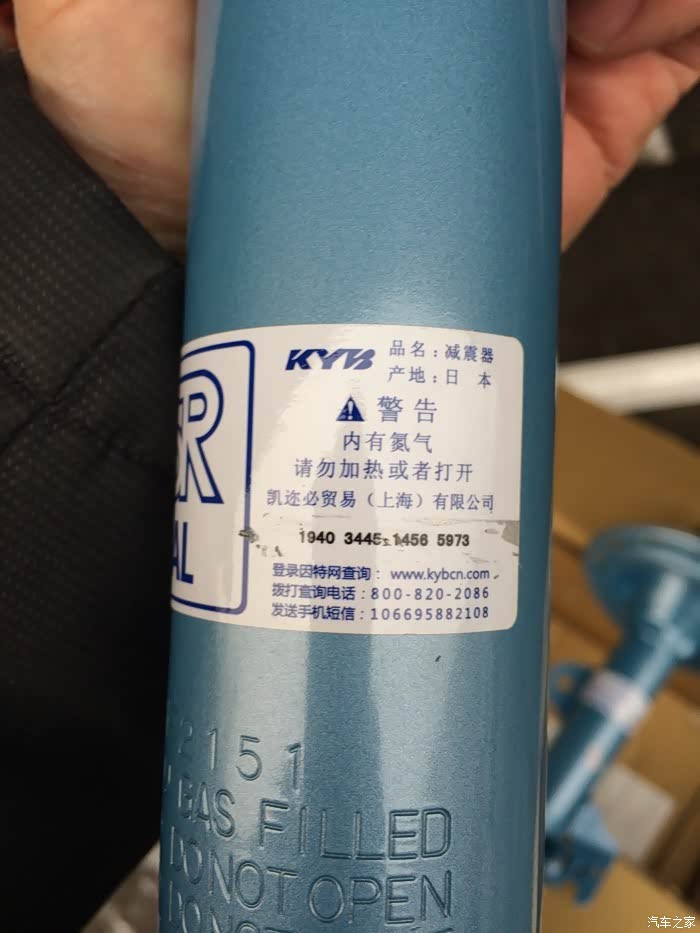 KYB
品名：减震器
产地：日 本
警告
内有氮气
请勿加热或者打开
凯迩必贸易（上海）有限公司
1940 3445 1456 5973
登录因特网查询：www.kybcn.com
拨打查询电话：800-820-2086
发送手机短信：106695882108
SR
AL
2151
GAS FILLED
DO NOT OPEN
汽车之家